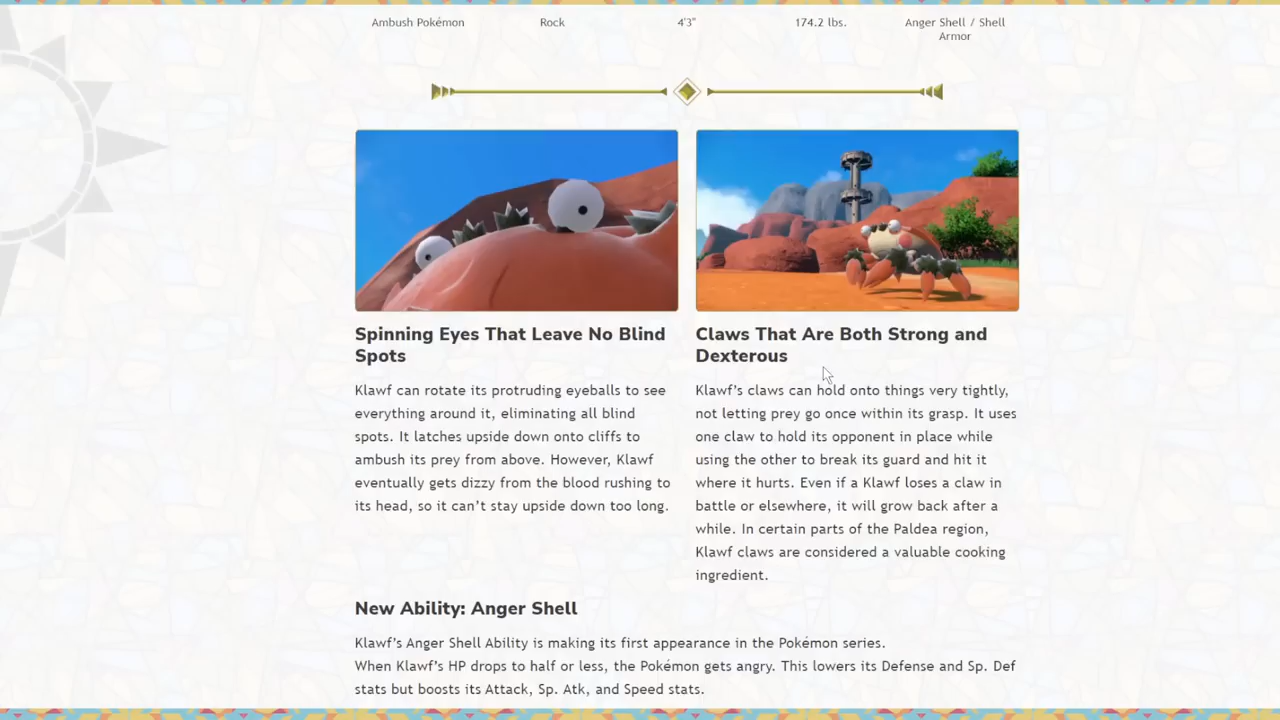 Ambush Pokémon Rock 4'3" 174.2 lbs. Anger Shell / Shell
Armor
Spinning Eyes That Leave No Blind
Spots
Klawf can rotate its protruding eyeballs to see
everything around it, eliminating all blind
spots. It latches upside down onto cliffs to
ambush its prey from above. However, Klawf
eventually gets dizzy from the blood rushing to
its head, so it can’t stay upside down too long.
Claws That Are Both Strong and
Dexterous
Klawf’s claws can hold onto things very tightly,
not letting prey go once within its grasp. It uses
one claw to hold its opponent in place while
using the other to break its guard and hit it
where it hurts. Even if a Klawf loses a claw in
battle or elsewhere, it will grow back after a
while. In certain parts of the Paldea region,
Klawf claws are considered a valuable cooking
ingredient.
New Ability: Anger Shell
Klawf’s Anger Shell Ability is making its first appearance in the Pokémon series.
When Klawf’s HP drops to half or less, the Pokémon gets angry. This lowers its Defense and Sp. Def
stats but boosts its Attack, Sp. Atk, and Speed stats.